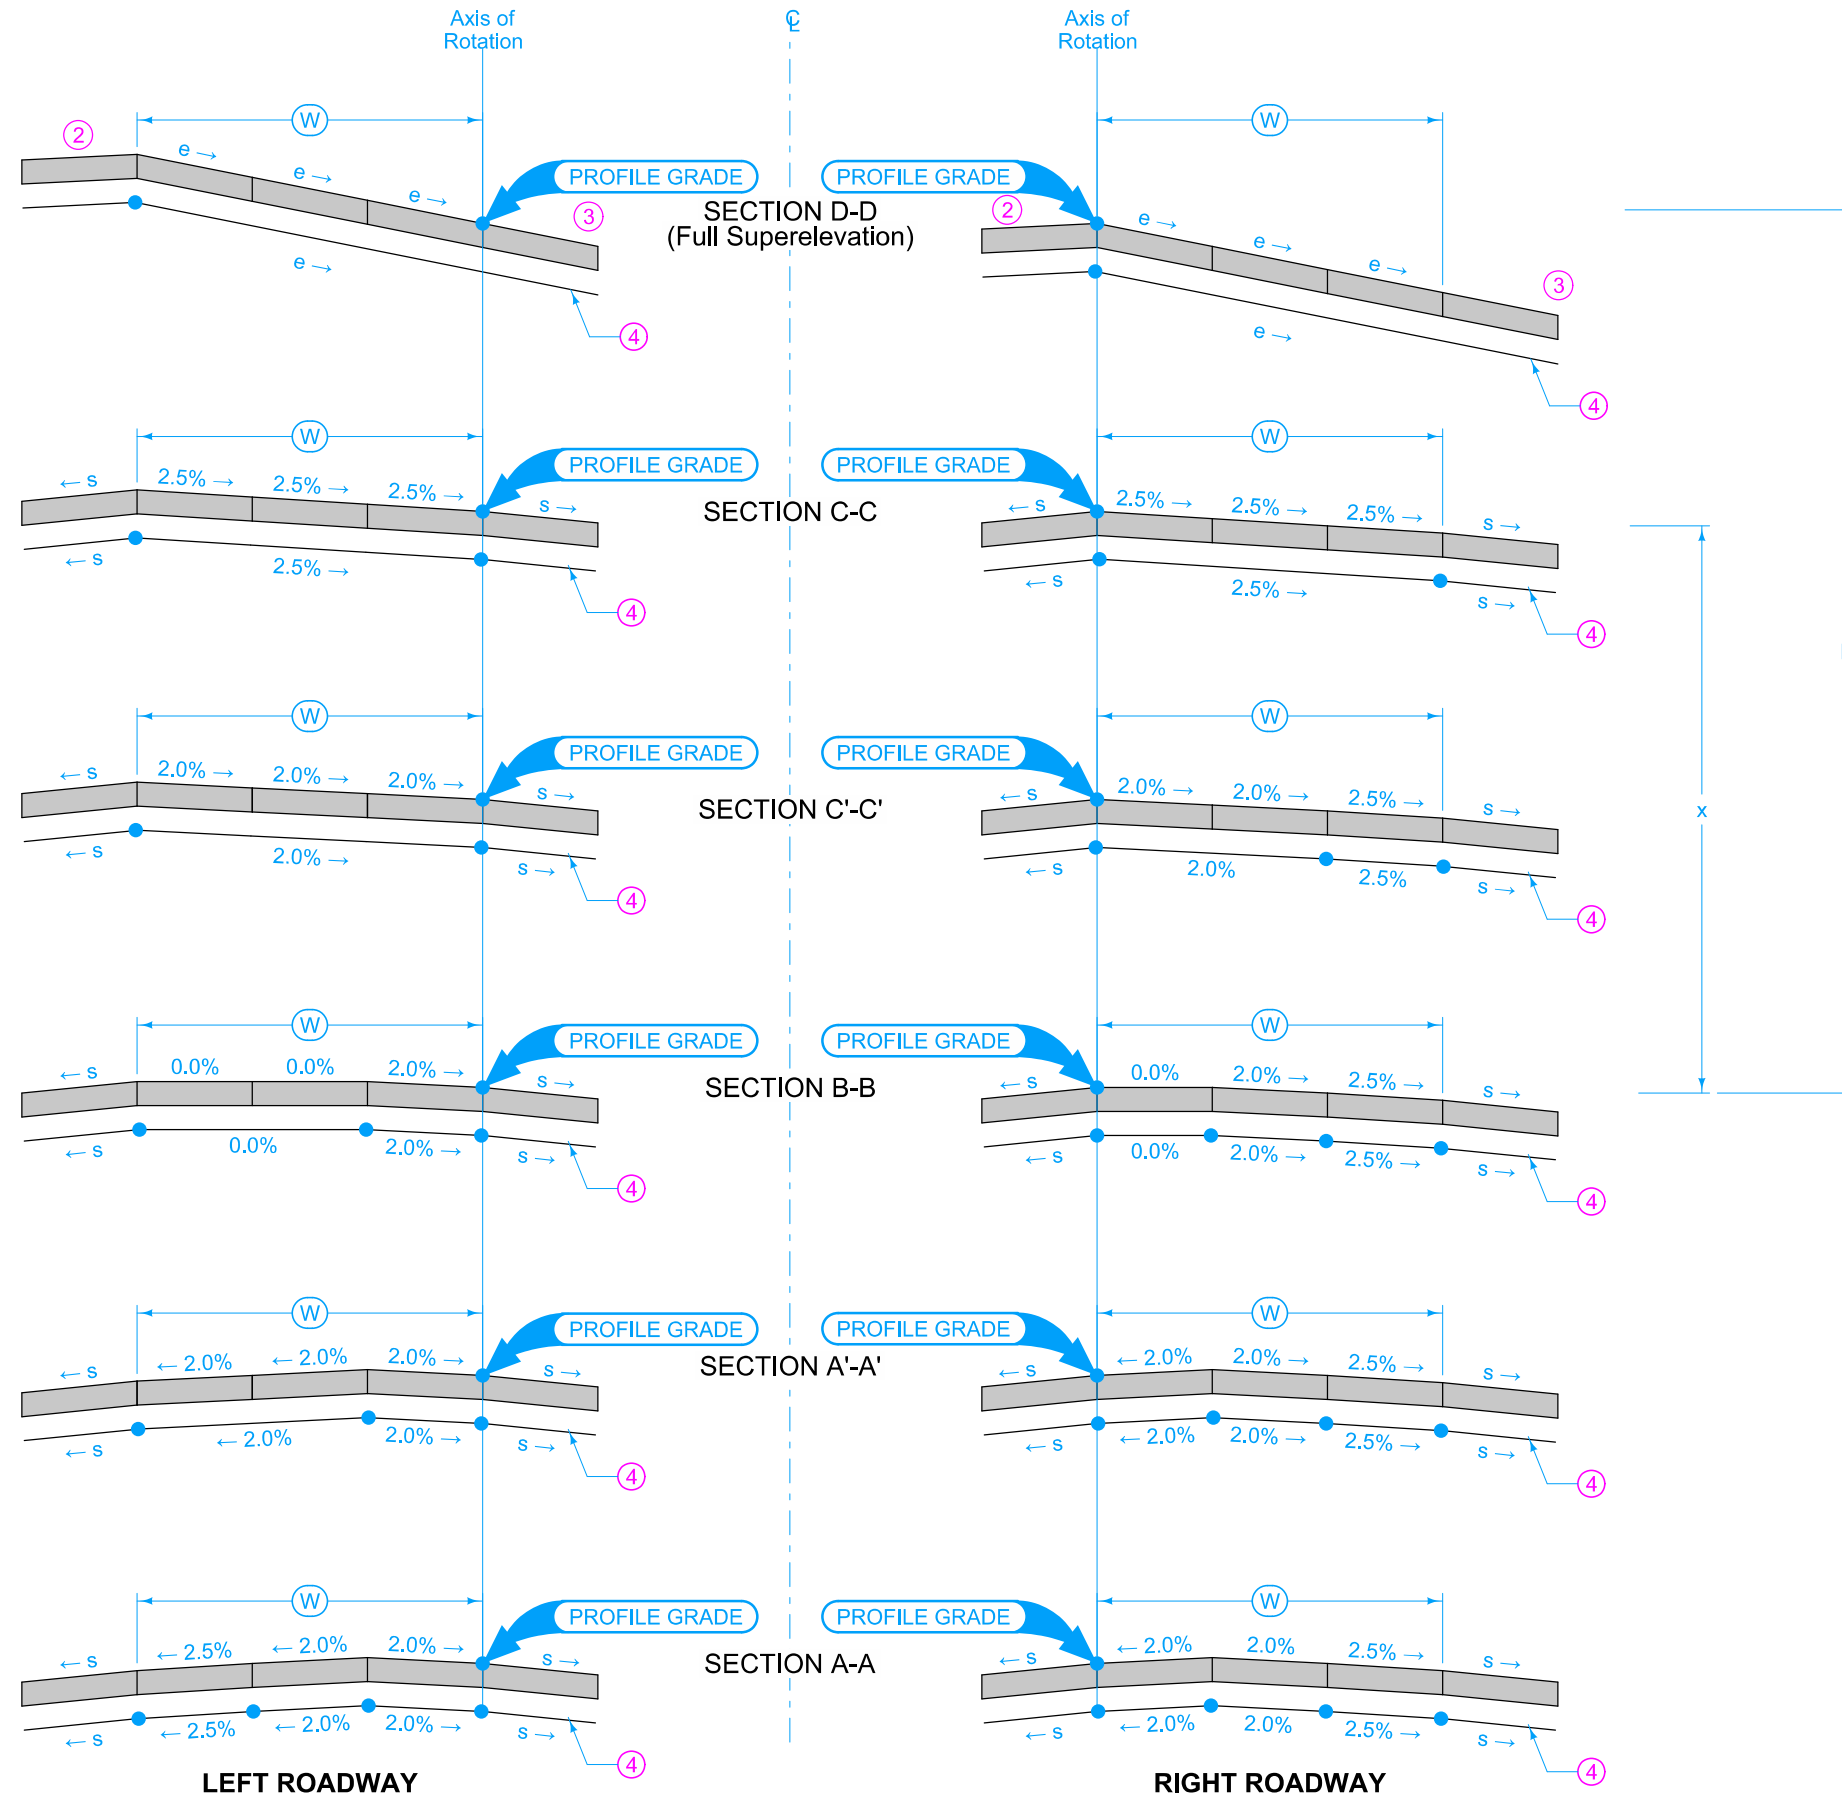 Axis of
Rotation
℄
Axis of
Rotation
W
W
2
e →
e →
e →
PROFILE GRADE
PROFILE GRADE
SECTION D-D
(Full Superelevation)
3
2
e →
e →
e →
3
e →
4
e →
4
W
W
← s
2.5% →
2.5% →
2.5% →
s →
PROFILE GRADE
PROFILE GRADE
SECTION C-C
← s
2.5% →
2.5% →
2.5% →
s →
← s
2.5% →
4
← s
2.5% →
s →
4
W
W
← s
2.0% →
2.0% →
2.0% →
s →
PROFILE GRADE
PROFILE GRADE
SECTION C'-C'
← s
2.0% →
2.0% →
2.5% →
s →
x
← s
2.0% →
s →
4
← s
2.0%
2.5%
s →
4
W
W
← s
0.0%
0.0%
2.0% →
s →
PROFILE GRADE
PROFILE GRADE
SECTION B-B
← s
0.0%
2.0% →
2.5% →
s →
← s
0.0%
2.0% →
s →
4
← s
0.0%
2.0% →
2.5% →
s →
4
W
W
← s
← 2.0%
← 2.0%
2.0% →
s →
PROFILE GRADE
PROFILE GRADE
SECTION A'-A'
← s
← 2.0%
2.0% →
2.5% →
s →
← s
← 2.0%
2.0% →
s →
4
← s
← 2.0%
2.0% →
2.5% →
s →
4
W
W
← s
← 2.5%
← 2.0%
2.0% →
s →
PROFILE GRADE
PROFILE GRADE
SECTION A-A
← s
← 2.0%
2.0%
2.5% →
s →
← s
← 2.5%
← 2.0%
2.0% →
s →
4
← s
← 2.0%
2.0%
2.5% →
s →
4
LEFT ROADWAY
RIGHT ROADWAY